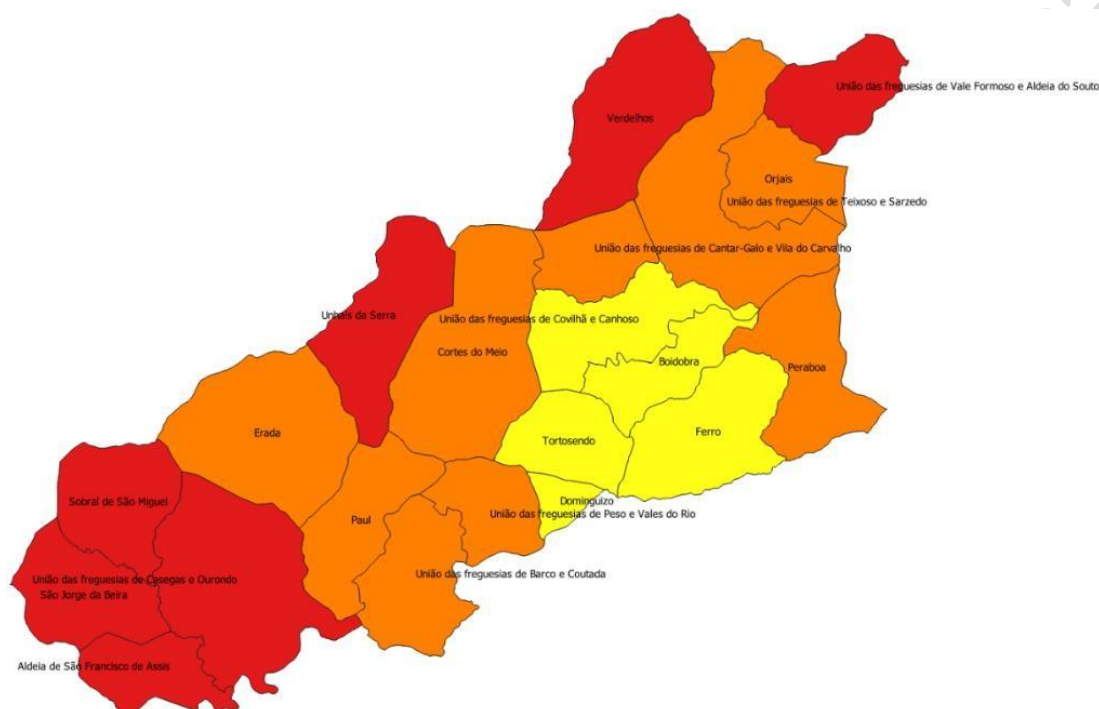 União das freguesias de Vale Formoso e Aldeia do Souto
Verdelhos
Orjais
União das freguesias de Teixoso e Sarzedo
União das freguesias de Cantar-Galo e Vila do Carvalho
Unhais da Serra
União das freguesias de Covilhã e Canhoso
Cortes do Meio
Boidobra
Peraboa
Erada
Tortosendo
Ferro
Sobral de São Miguel
Dominguizo
União das freguesias de Peso e Vales do Rio
Paul
União das freguesias de Barco e Coutada
União das freguesias de Casegas e Ourondo
São Jorge da Beira
Aldeia de São Francisco de Assis